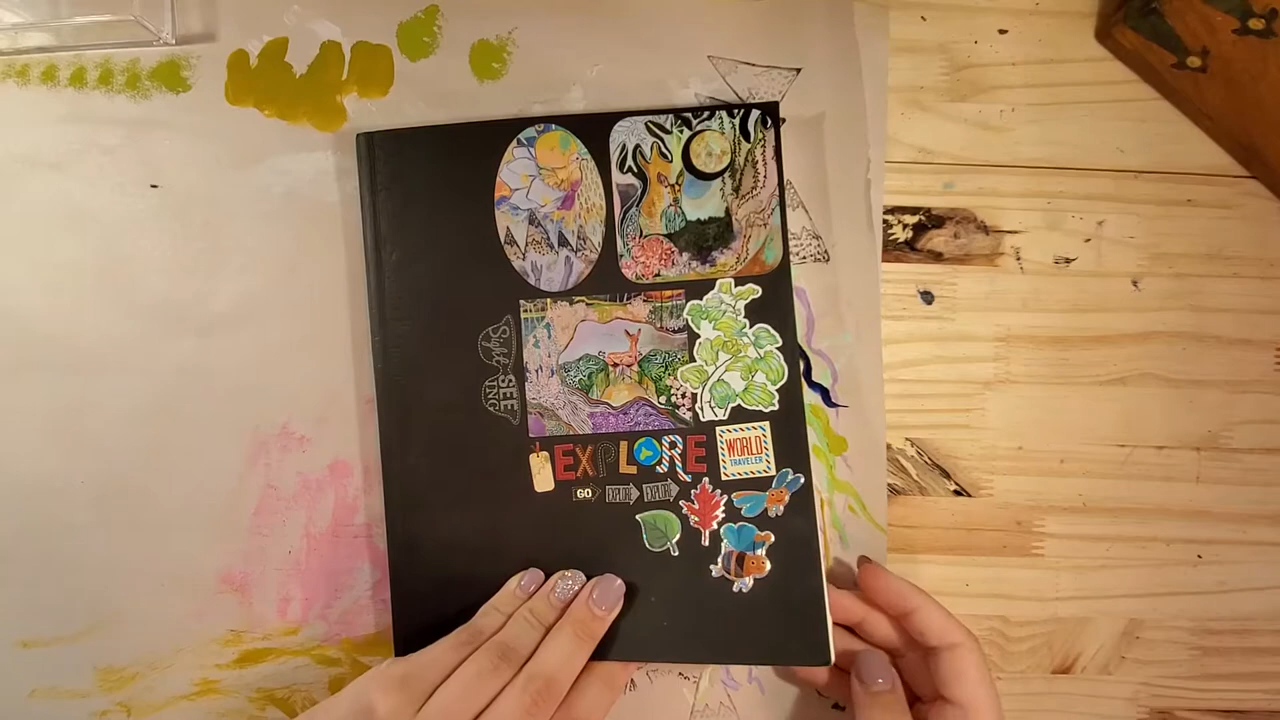 Sight
SEE
ING
EXPLORE
WORLD
TRAVELER
GO
EXPLORE
EXPLORE